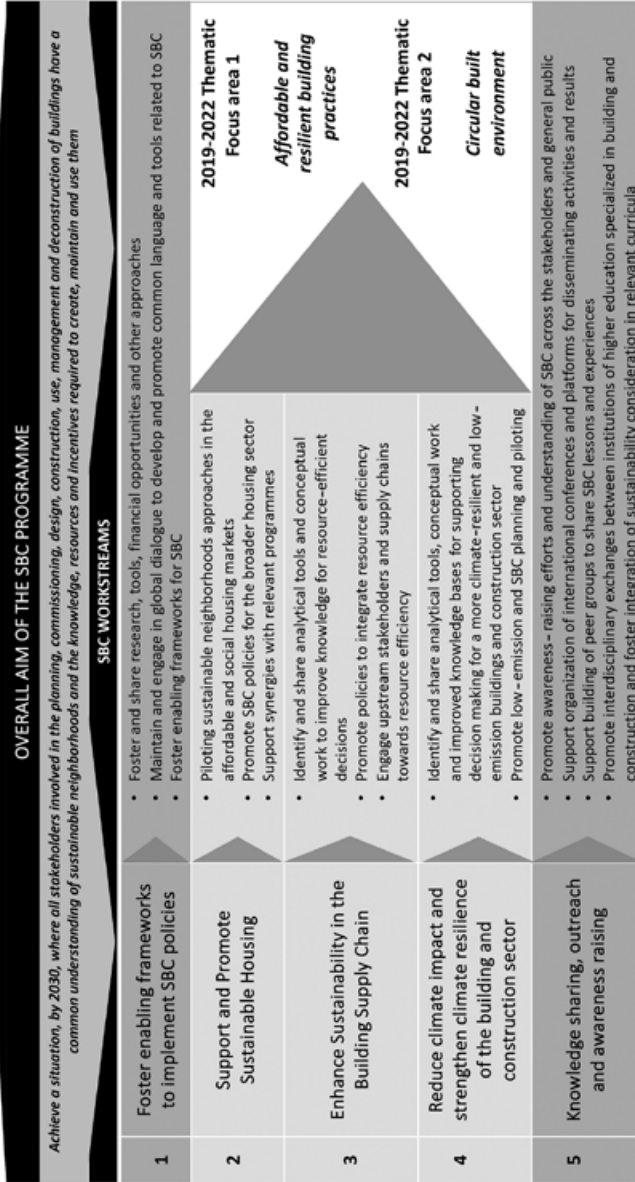 OVERALL AIM OF THE SBC PROGRAMME
Achieve a situation, by 2030, where all stakeholders involved in the planning, commissioning, design, construction, use, management and deconstruction of buildings have a
common understanding of sustainable neighborhoods and the knowledge, resources and incentives required to create, maintain and use them
SBC WORKSTREAMS
1
Foster enabling frameworks
to implement SBC policies
• Foster and share research, tools, financial opportunities and other approaches
• Maintain and engage in global dialogue to develop and promote common language and tools related to SBC
• Foster enabling frameworks for SBC
2
Support and Promote
Sustainable Housing
• Piloting sustainable neighborhoods approaches in the
affordable and social housing markets
• Promote SBC policies for the broader housing sector
• Support synergies with relevant programmes
3
Enhance Sustainability in the
Building Supply Chain
• Identify and share analytical tools and conceptual
work to improve knowledge for resource-efficient
decisions
• Promote policies to integrate resource efficiency
• Engage upstream stakeholders and supply chains
towards resource efficiency
4
Reduce climate impact and
strengthen climate resilience
of the building and
construction sector
• Identify and share analytical tools, conceptual work
and improved knowledge bases for supporting
decision making for a more climate-resilient and low-
emission buildings and construction sector
• Promote low-emission and SBC planning and piloting
2019-2022 Thematic
Focus area 1
Affordable and
resilient building
practices
2019-2022 Thematic
Focus area 2
Circular built
environment
5
Knowledge sharing, outreach
and awareness raising
• Promote awareness-raising efforts and understanding of SBC across the stakeholders and general public
• Support organization of international conferences and platforms for disseminating activities and results
• Support building of peer groups to share SBC lessons and experiences
• Promote interdisciplinary exchanges between institutions of higher education specialized in building and
construction and foster integration of sustainability consideration in relevant curricula